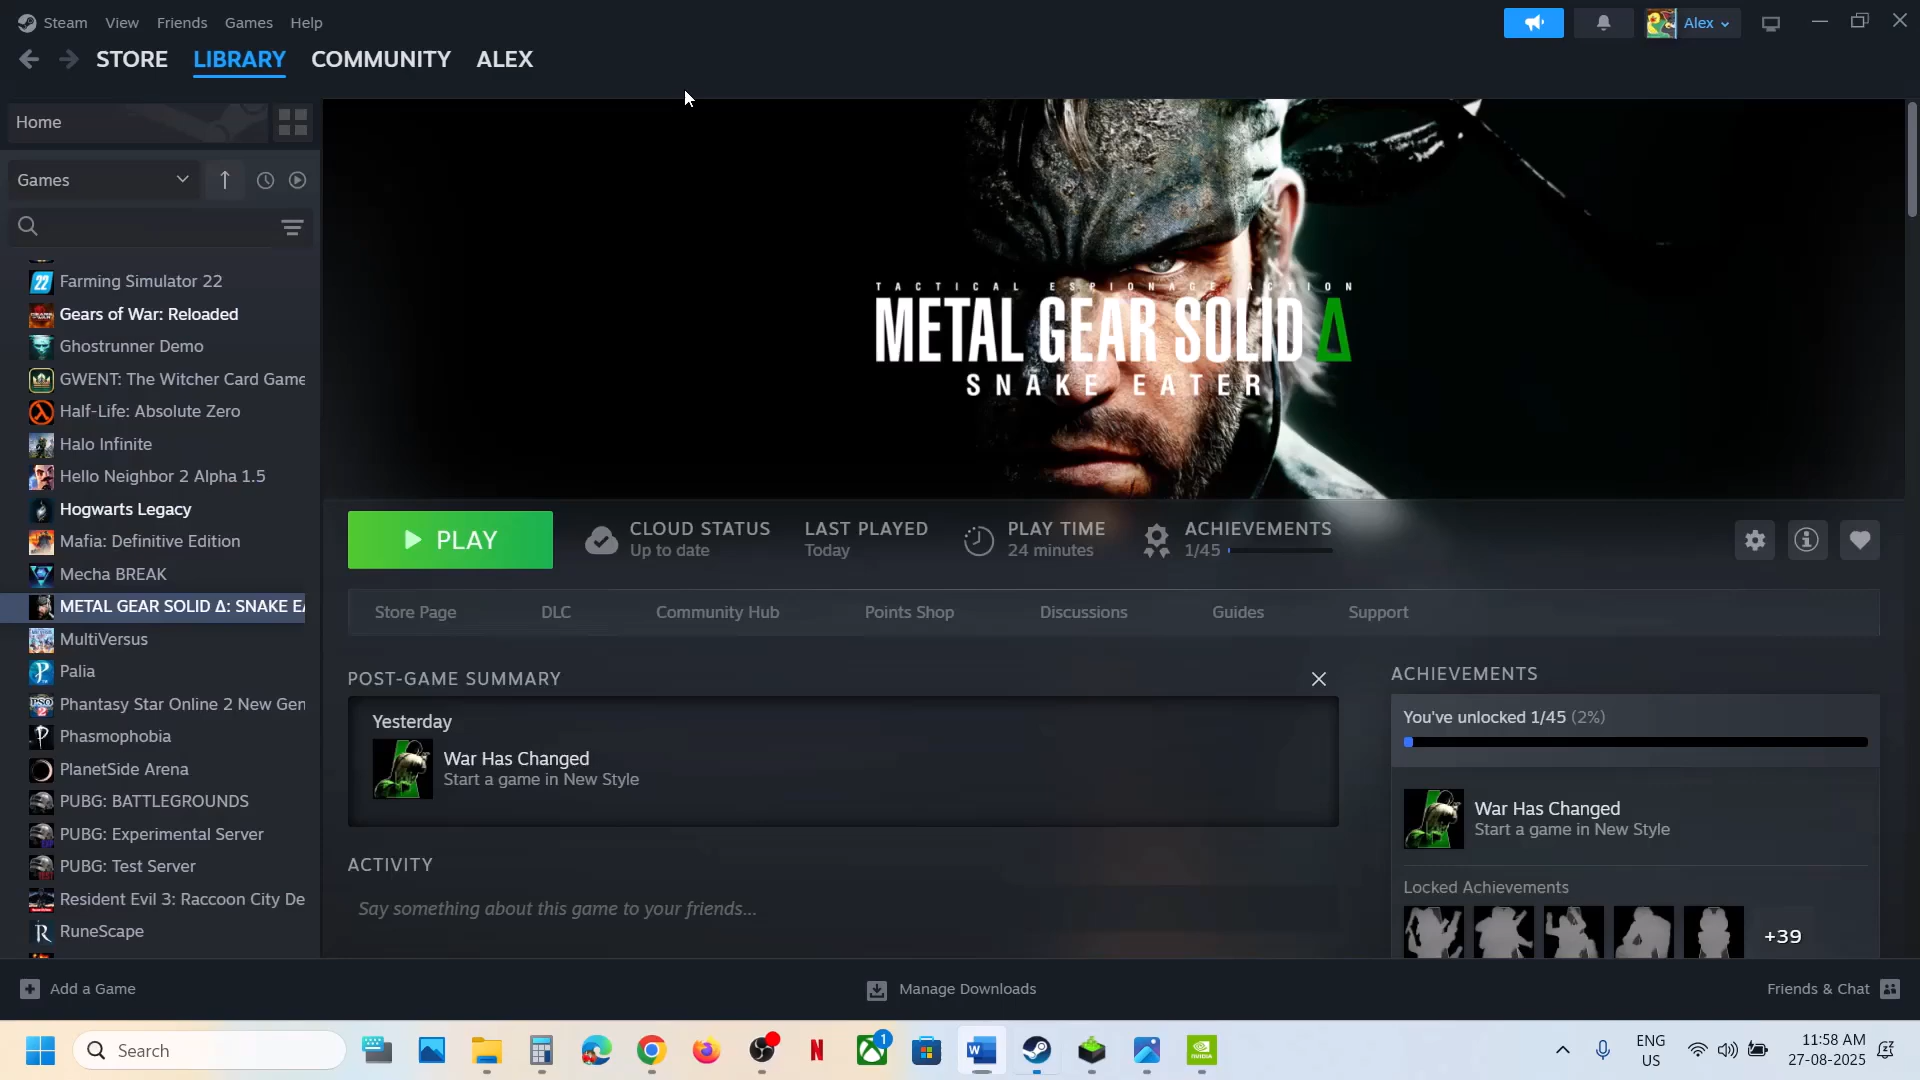 Steam View Friends Games Help
Alex
STORE LIBRARY COMMUNITY ALEX
Home
Games
Farming Simulator 22
Gears of War: Reloaded
Ghostrunner Demo
GWENT: The Witcher Card Game
Half-Life: Absolute Zero
Halo Infinite
Hello Neighbor 2 Alpha 1.5
Hogwarts Legacy
Mafia: Definitive Edition
Mecha BREAK
METAL GEAR SOLID Δ: SNAKE EA
MultiVersus
Palia
Phantasy Star Online 2 New Gen
Phasmophobia
PlanetSide Arena
PUBG: BATTLEGROUNDS
PUBG: Experimental Server
PUBG: Test Server
Resident Evil 3: Raccoon City De
RuneScape
TACTICAL ESPIONAGE ACTION
METAL GEAR SOLID Δ
SNAKE EATER
PLAY
CLOUD STATUS
Up to date
LAST PLAYED
Today
PLAY TIME
24 minutes
ACHIEVEMENTS
1/45
Store Page DLC Community Hub Points Shop Discussions Guides Support
POST-GAME SUMMARY
Yesterday
War Has Changed
Start a game in New Style
ACTIVITY
Say something about this game to your friends...
ACHIEVEMENTS
You've unlocked 1/45 (2%)
War Has Changed
Start a game in New Style
Locked Achievements
+39
Add a Game
Manage Downloads
Friends & Chat
Search
1
ENG
US
11:58 AM
27-08-2025